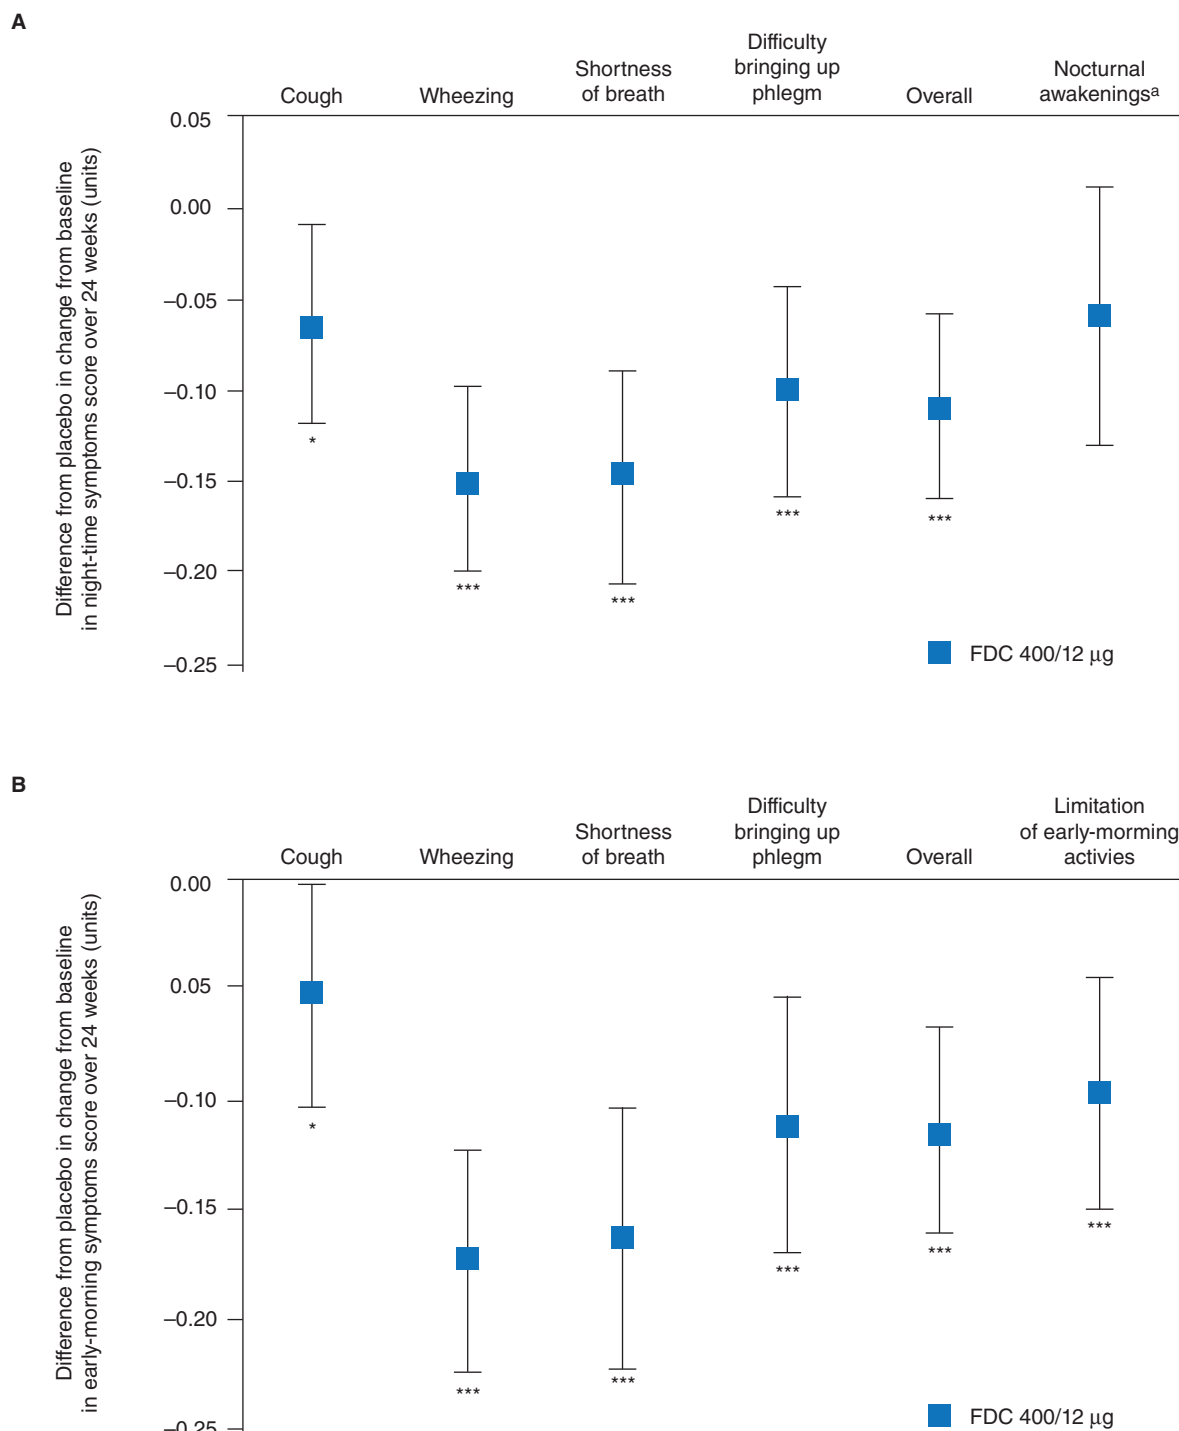 A
Cough
Wheezing
Shortness
of breath
Difficulty
bringing up
phlegm
Overall
Nocturnal
awakeningsᵃ
Difference from placebo in change from baseline
in night-time symptoms score over 24 weeks (units)
0.05
0.00
–0.05
–0.10
–0.15
–0.20
–0.25
*
***
***
***
***
FDC 400/12 μg
B
Cough
Wheezing
Shortness
of breath
Difficulty
bringing up
phlegm
Overall
Limitation
of early-morming
activies
Difference from placebo in change from baseline
in early-morning symptoms score over 24 weeks (units)
0.00
0.05
–0.10
–0.15
–0.20
–0.25
*
***
***
***
***
***
FDC 400/12 μg